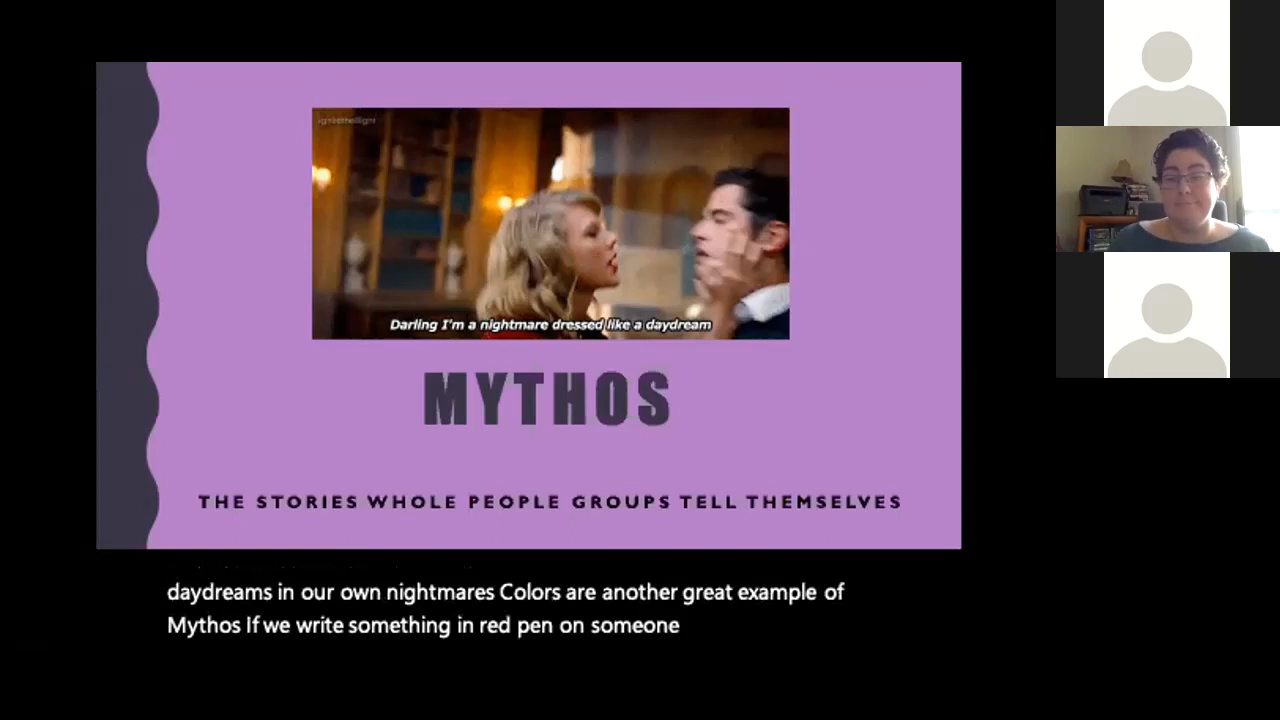 Darling I'm a nightmare dressed like a daydream
MYTHOS
THE STORIES WHOLE PEOPLE GROUPS TELL THEMSELVES
daydreams in our own nightmares Colors are another great example of
Mythos If we write something in red pen on someone